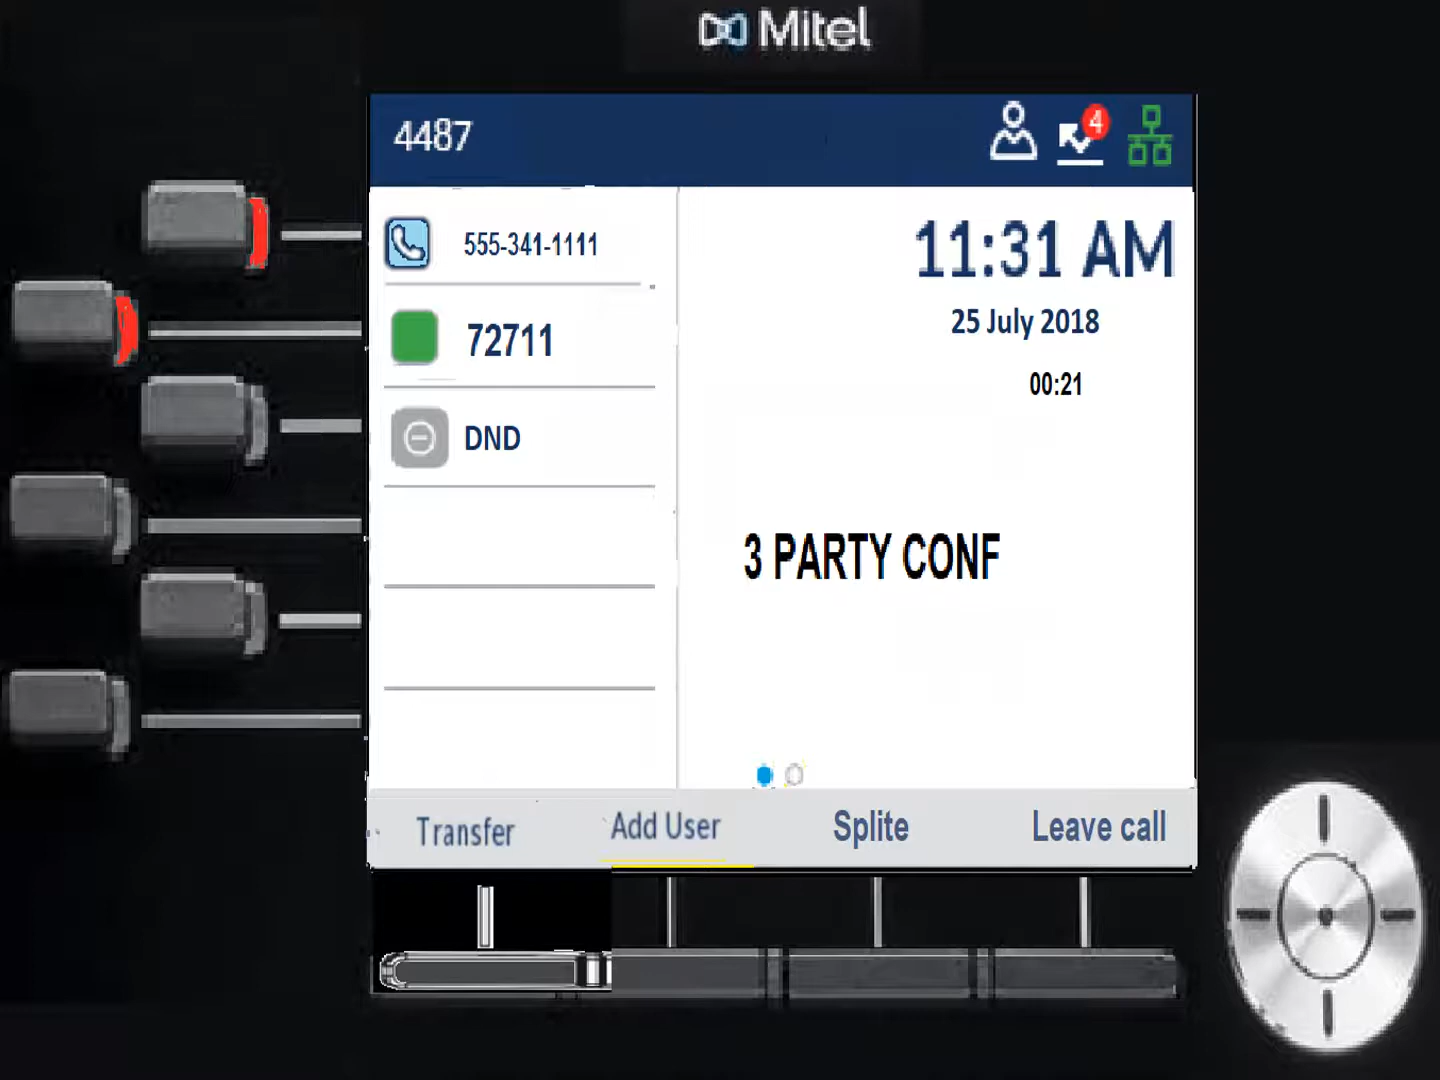 Mitel
4487
4
555-341-1111
72711
DND
11:31 AM
25 July 2018
00:21
3 PARTY CONF
Transfer
Add User
Splite
Leave call